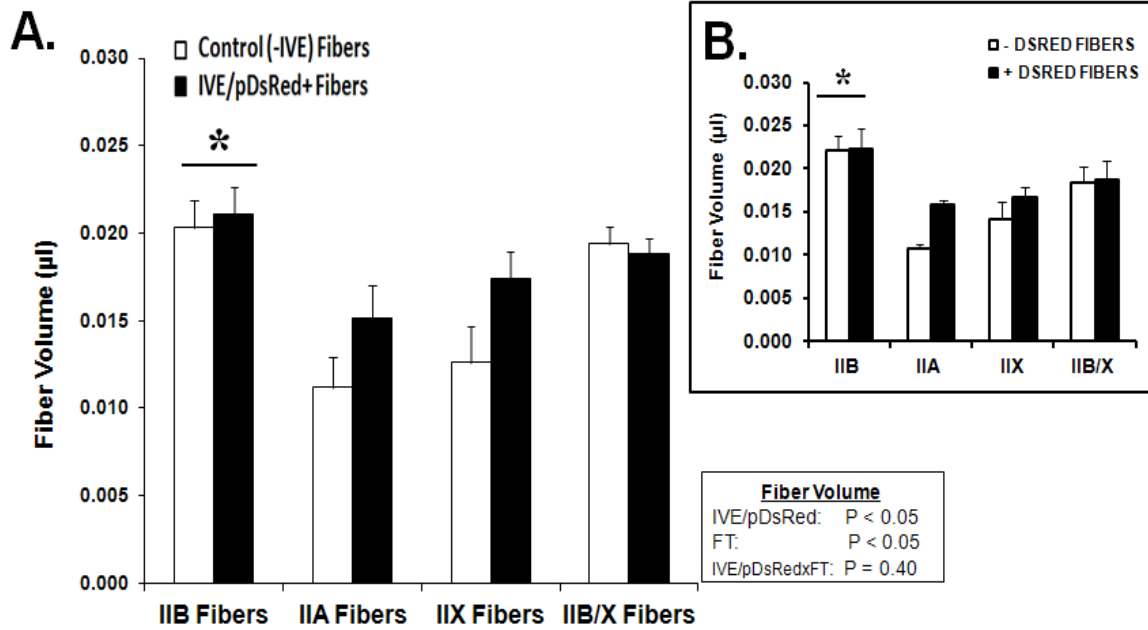 A.
Control (-IVE) Fibers
IVE/pDsRed+ Fibers
Fiber Volume (µl)
0.030
0.025
0.020
0.015
0.010
0.005
0.000
*
IIB Fibers IIA Fibers IIX Fibers IIB/X Fibers
B.
- DSRED FIBERS
+ DSRED FIBERS
Fiber Volume (µl)
0.030
0.025
0.020
0.015
0.010
0.005
0.000
*
IIB IIA IIX IIB/X
Fiber Volume
IVE/pDsRed: P < 0.05
FT: P < 0.05
IVE/pDsRedxFT: P = 0.40